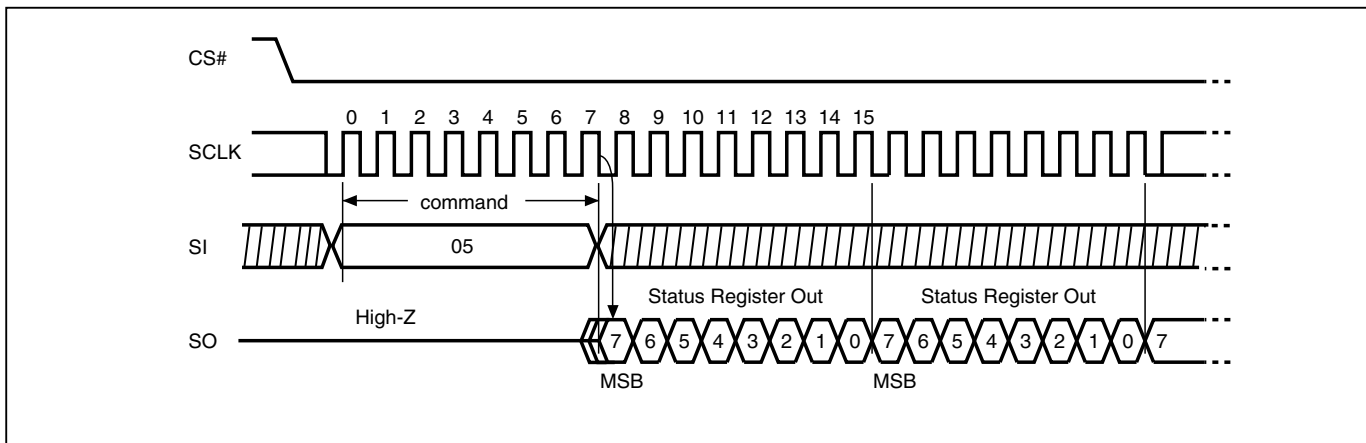 CS#
0 1 2 3 4 5 6 7 8 9 10 11 12 13 14 15
SCLK
command
SI
05
Status Register Out Status Register Out
High-Z
SO
7 6 5 4 3 2 1 0 7 6 5 4 3 2 1 0 7
MSB MSB